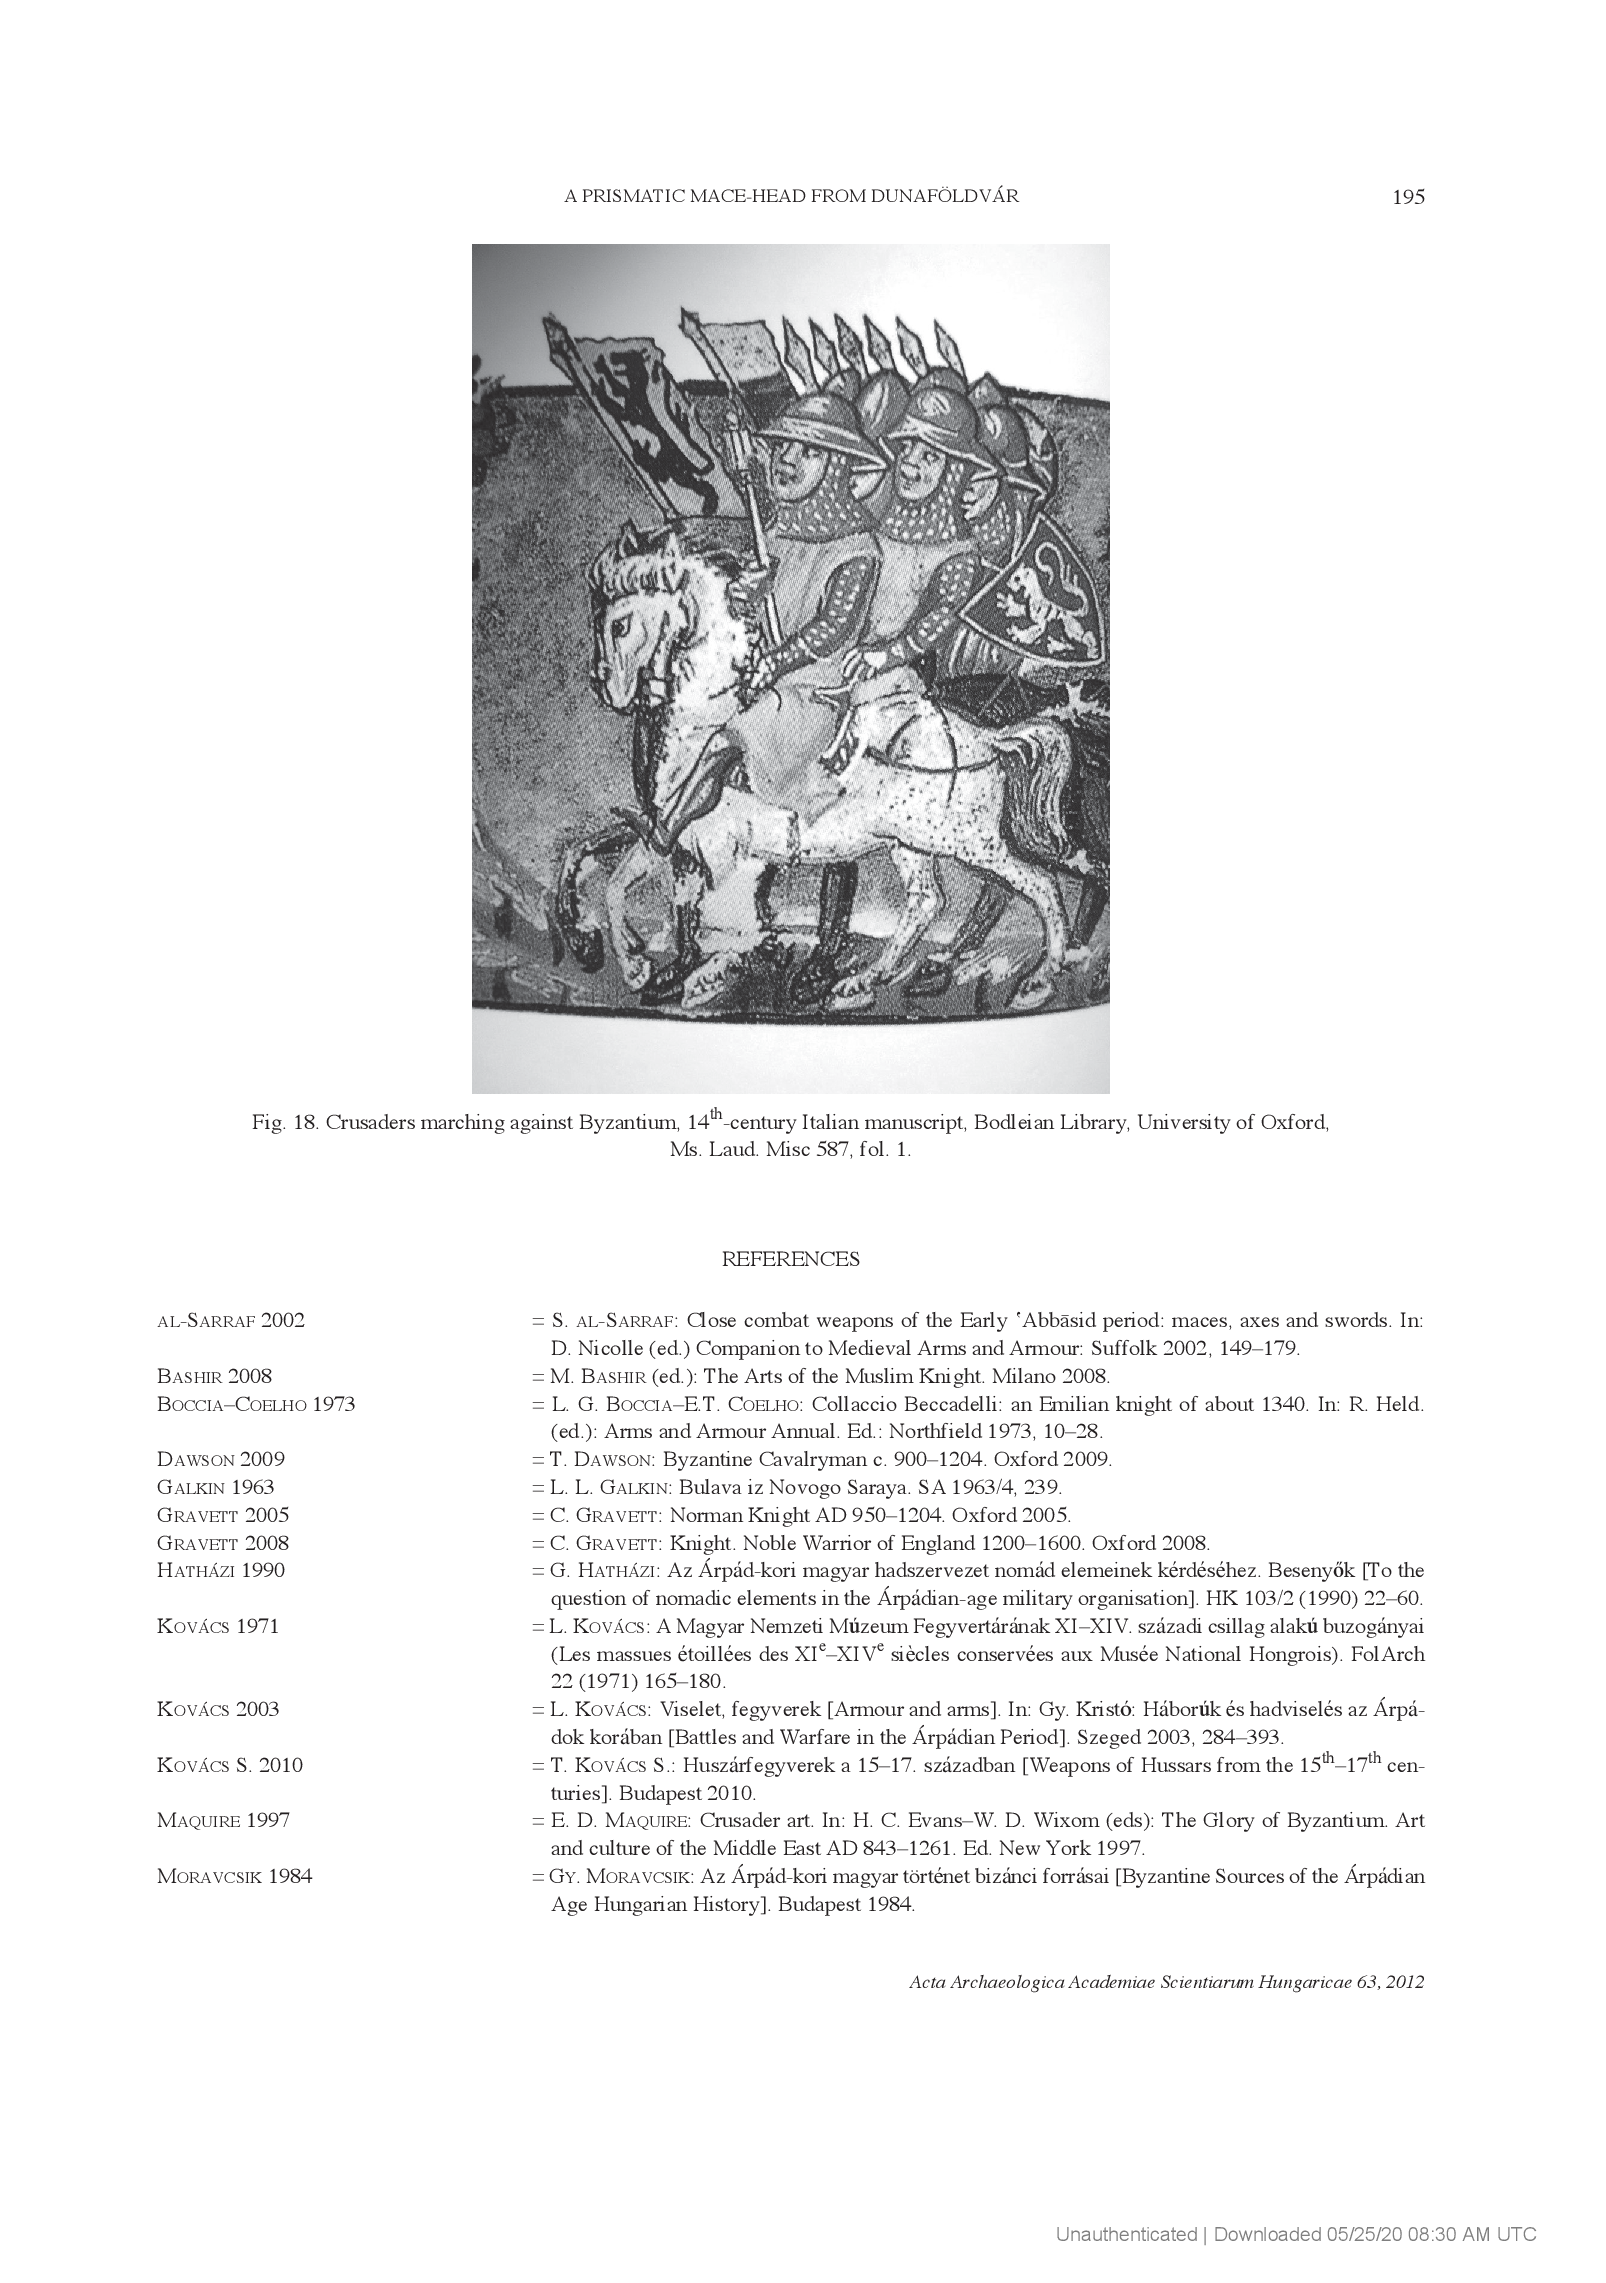 A PRISMATIC MACE-HEAD FROM DUNAFÖLDVÁR 195
Fig. 18. Crusaders marching against Byzantium, 14th-century Italian manuscript, Bodleian Library, University of Oxford,
Ms. Laud. Misc 587, fol. 1.
REFERENCES
AL-SARRAF 2002 = S. AL-SARRAF: Close combat weapons of the Early ʿAbbāsid period: maces, axes and swords. In:
D. Nicolle (ed.) Companion to Medieval Arms and Armour: Suffolk 2002, 149–179.
BASHIR 2008 = M. BASHIR (ed.): The Arts of the Muslim Knight. Milano 2008.
BOCCIA–COELHO 1973 = L. G. BOCCIA–E.T. COELHO: Collaccio Beccadelli: an Emilian knight of about 1340. In: R. Held.
(ed.): Arms and Armour Annual. Ed.: Northfield 1973, 10–28.
DAWSON 2009 = T. DAWSON: Byzantine Cavalryman c. 900–1204. Oxford 2009.
GALKIN 1963 = L. L. GALKIN: Bulava iz Novogo Saraya. SA 1963/4, 239.
GRAVETT 2005 = C. GRAVETT: Norman Knight AD 950–1204. Oxford 2005.
GRAVETT 2008 = C. GRAVETT: Knight. Noble Warrior of England 1200–1600. Oxford 2008.
HATHÁZI 1990 = G. HATHÁZI: Az Árpád-kori magyar hadszervezet nomád elemeinek kérdéséhez. Besenyők [To the
question of nomadic elements in the Árpádian-age military organisation]. HK 103/2 (1990) 22–60.
KOVÁCS 1971 = L. KOVÁCS: A Magyar Nemzeti Múzeum Fegyvertárának XI–XIV. századi csillag alakú buzogányai
(Les massues étoillées des XIe–XIVe siècles conservées aux Musée National Hongrois). FolArch
22 (1971) 165–180.
KOVÁCS 2003 = L. KOVÁCS: Viselet, fegyverek [Armour and arms]. In: Gy. Kristó: Háborúk és hadviselés az Árpá-
dok korában [Battles and Warfare in the Árpádian Period]. Szeged 2003, 284–393.
KOVÁCS S. 2010 = T. KOVÁCS S.: Huszárfegyverek a 15–17. században [Weapons of Hussars from the 15th–17th cen-
turies]. Budapest 2010.
MAQUIRE 1997 = E. D. MAQUIRE: Crusader art. In: H. C. Evans–W. D. Wixom (eds): The Glory of Byzantium. Art
and culture of the Middle East AD 843–1261. Ed. New York 1997.
MORAVCSIK 1984 = GY. MORAVCSIK: Az Árpád-kori magyar történet bizánci forrásai [Byzantine Sources of the Árpádian
Age Hungarian History]. Budapest 1984.
Acta Archaeologica Academiae Scientiarum Hungaricae 63, 2012
Unauthenticated | Downloaded 05/25/20 08:30 AM UTC